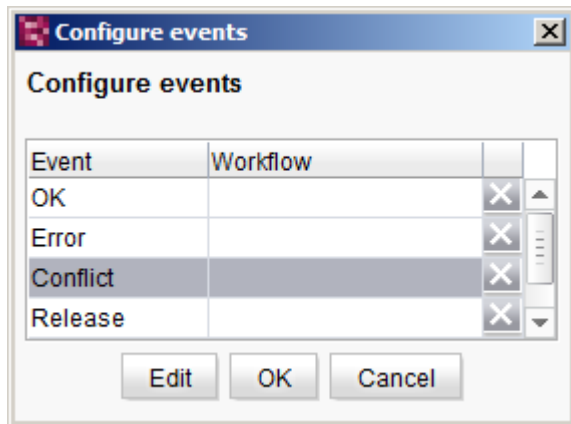 Configure events
Configure events
Event Workflow
OK
Error
Conflict
Release
Edit OK Cancel